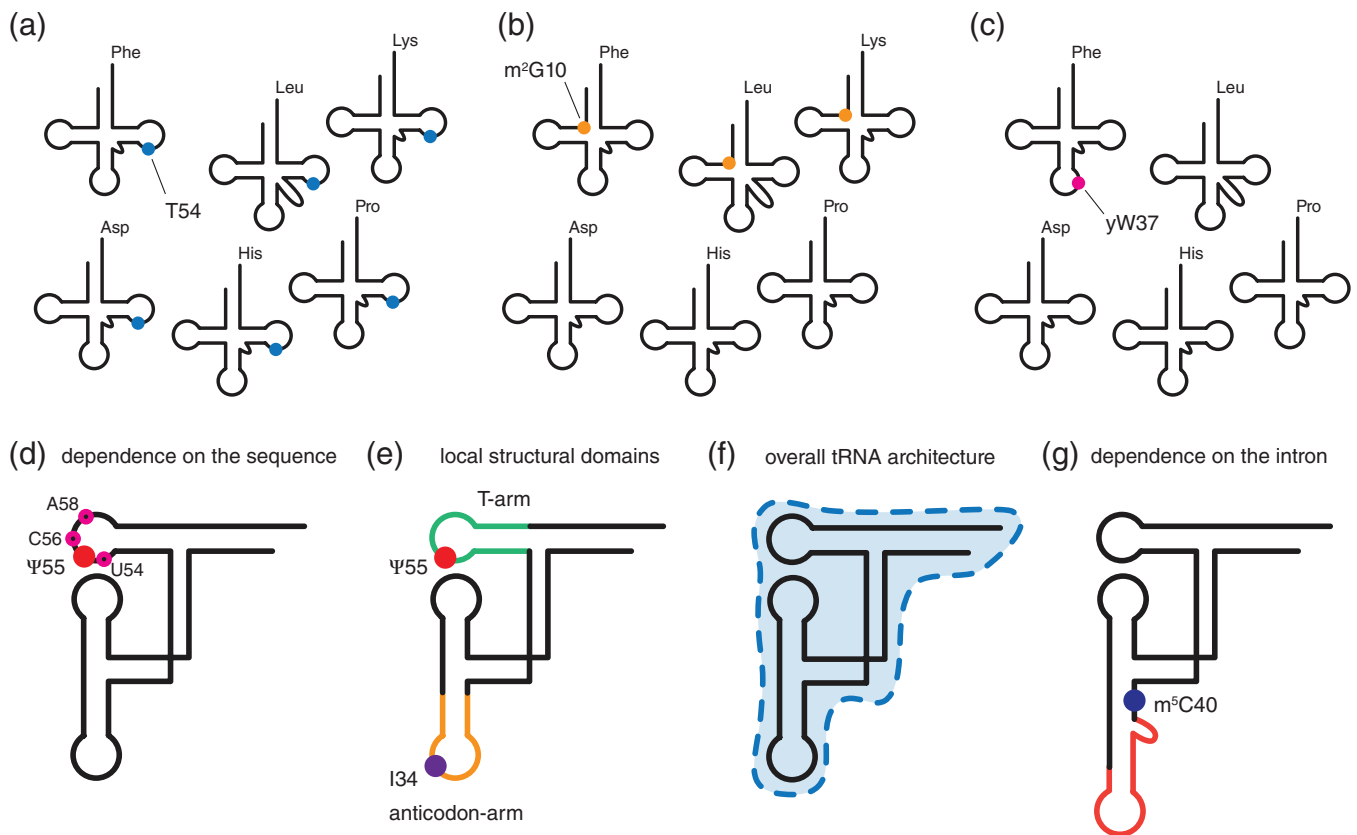 (a)
Phe
Leu
Lys
T54
Asp
His
Pro
(b)
m²G10
Phe
Leu
Lys
Asp
His
Pro
(c)
Phe
Leu
Lys
yW37
Asp
His
Pro
(d) dependence on the sequence
A58
C56
Ψ55
U54
(e) local structural domains
T-arm
Ψ55
I34
anticodon-arm
(f) overall tRNA architecture
(g) dependence on the intron
m⁵C40